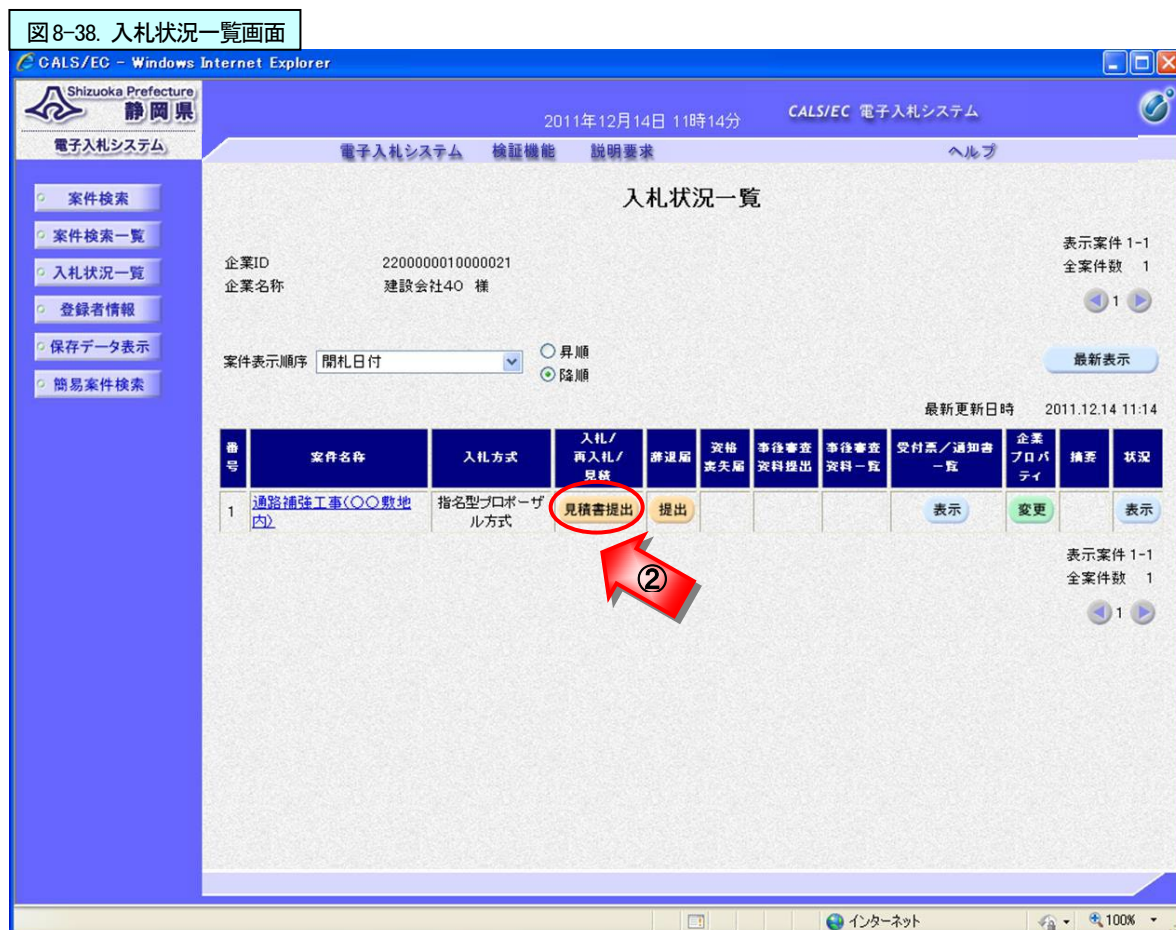 図8-38. 入札状況一覧画面
CALS/EC - Windows Internet Explorer
Shizuoka Prefecture
静岡県
電子入札システム
2011年12月14日 11時14分
CALS/EC 電子入札システム
電子入札システム 検証機能 説明要求 ヘルプ
案件検索
案件検索一覧
入札状況一覧
登録者情報
保存データ表示
簡易案件検索
入札状況一覧
表示案件 1-1
全案件数 1
1
企業ID 2200000010000021
企業名称 建設会社40 様
案件表示順序 開札日付
昇順
降順
最新表示
最新更新日時 2011.12.14 11:14
番号 案件名称 入札方式 入札/再入札/見積 辞退届 資格喪失届 事後審査資料提出 事後審査資料一覧 受付票/通知書一覧 企業プロパティ 摘要 状況
1 通路補強工事(〇〇敷地内) 指名型プロポーザル方式 見積書提出 提出 表示 変更 表示
②
表示案件 1-1
全案件数 1
1
インターネット 100%